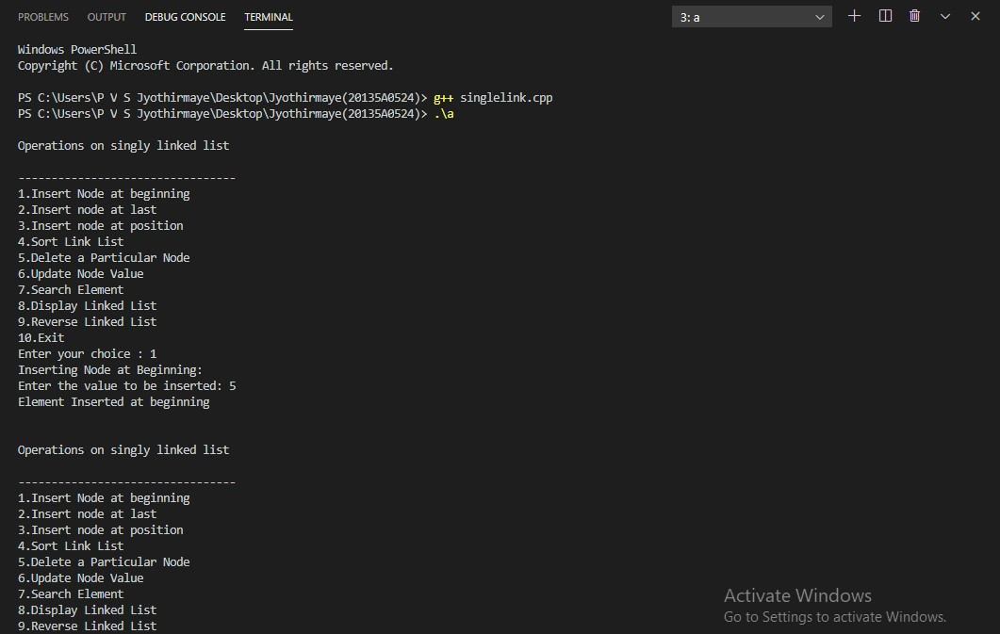 PROBLEMS OUTPUT DEBUG CONSOLE TERMINAL 3: a
Windows PowerShell
Copyright (C) Microsoft Corporation. All rights reserved.
PS C:\Users\P V S Jyothirmaye\Desktop\Jyothirmaye(20135A0524)> g++ singlelink.cpp
PS C:\Users\P V S Jyothirmaye\Desktop\Jyothirmaye(20135A0524)> .\a
Operations on singly linked list
---------------------------------
1.Insert Node at beginning
2.Insert node at last
3.Insert node at position
4.Sort Link List
5.Delete a Particular Node
6.Update Node Value
7.Search Element
8.Display Linked List
9.Reverse Linked List
10.Exit
Enter your choice : 1
Inserting Node at Beginning:
Enter the value to be inserted: 5
Element Inserted at beginning
Operations on singly linked list
---------------------------------
1.Insert Node at beginning
2.Insert node at last
3.Insert node at position
4.Sort Link List
5.Delete a Particular Node
6.Update Node Value
7.Search Element
8.Display Linked List
9.Reverse Linked List
Activate Windows
Go to Settings to activate Windows.